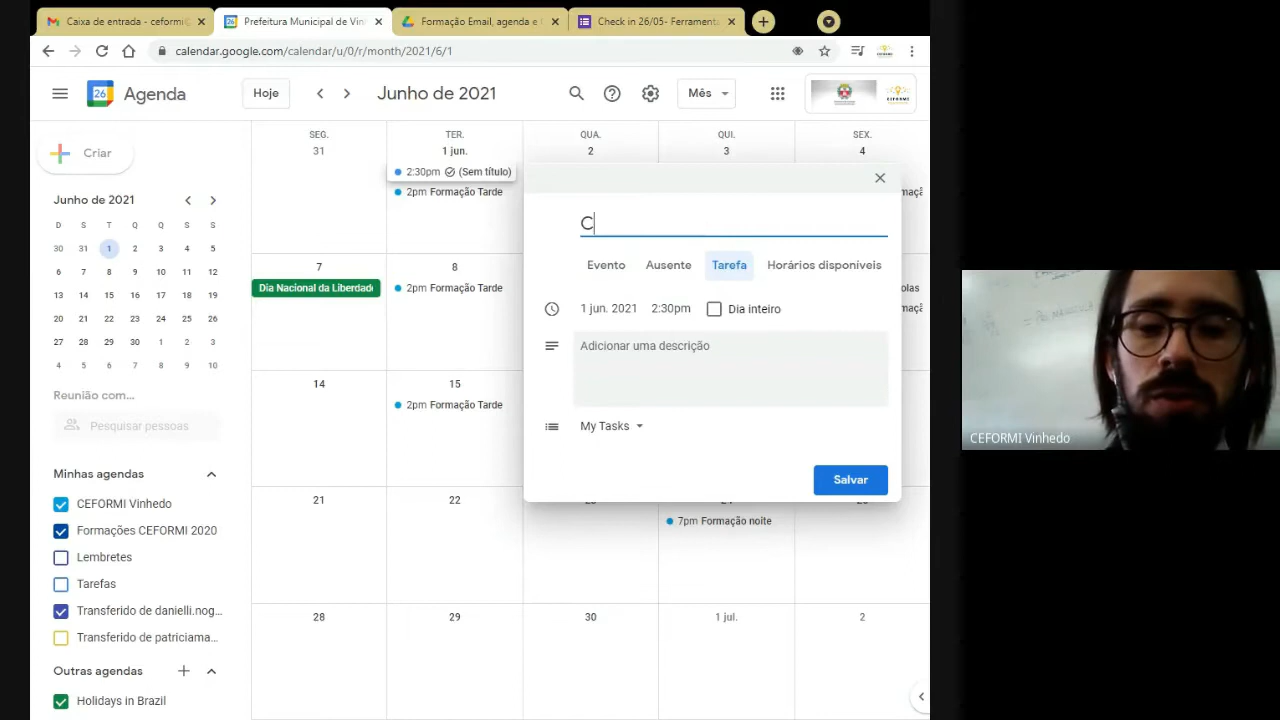 Caixa de entrada - ceformi@
Prefeitura Municipal de Vin
Formação Email, agenda e
Check in 26/05- Ferramenta
calendar.google.com/calendar/u/0/r/month/2021/6/1
26 Agenda
Hoje
Junho de 2021
Mês
Criar
SEG. TER. QUA. QUI. SEX.
31 1 jun. 2 3 4
2:30pm (Sem título)
2pm Formação Tarde
Junho de 2021
D S T Q Q S S
30 31 1 2 3 4 5
6 7 8 9 10 11 12
13 14 15 16 17 18 19
20 21 22 23 24 25 26
27 28 29 30 1 2 3
4 5 6 7 8 9 10
C
Evento Ausente Tarefa Horários disponíveis
1 jun. 2021 2:30pm Dia inteiro
Adicionar uma descrição
My Tasks
Salvar
7 8
Dia Nacional da Liberdade
2pm Formação Tarde
14 15
2pm Formação Tarde
21 22
7pm Formação noite
28 29 30 1 jul. 2
Reunião com...
Pesquisar pessoas
Minhas agendas
CEFORMI Vinhedo
Formações CEFORMI 2020
Lembretes
Tarefas
Transferido de danielli.nog...
Transferido de patriciama...
Outras agendas
Holidays in Brazil
CEFORMI Vinhedo